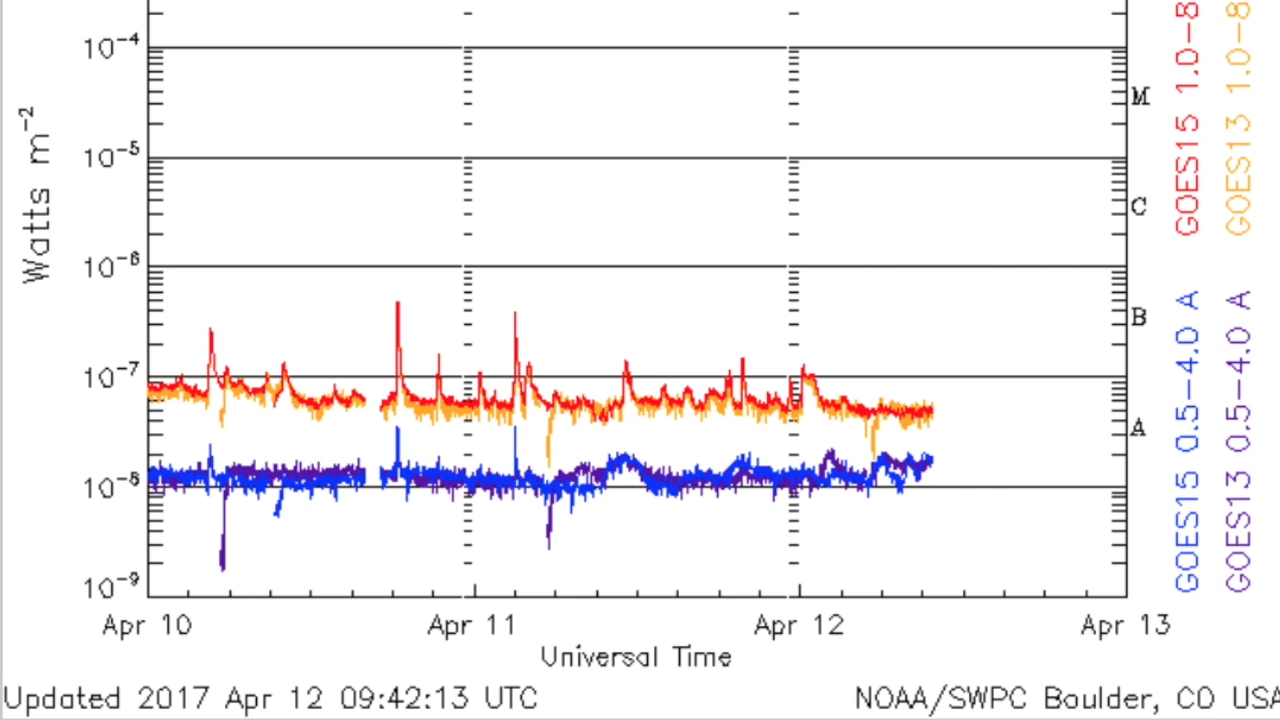 10⁻⁴
10⁻⁵
10⁻⁶
10⁻⁷
10⁻⁸
10⁻⁹
Watts m⁻²
M
C
B
A
Apr 10 Apr 11 Apr 12 Apr 13
Universal Time
GOES15 1.0-8
GOES13 1.0-8
GOES15 0.5-4.0 A
GOES13 0.5-4.0 A
Updated 2017 Apr 12 09:42:13 UTC
NOAA/SWPC Boulder, CO USA